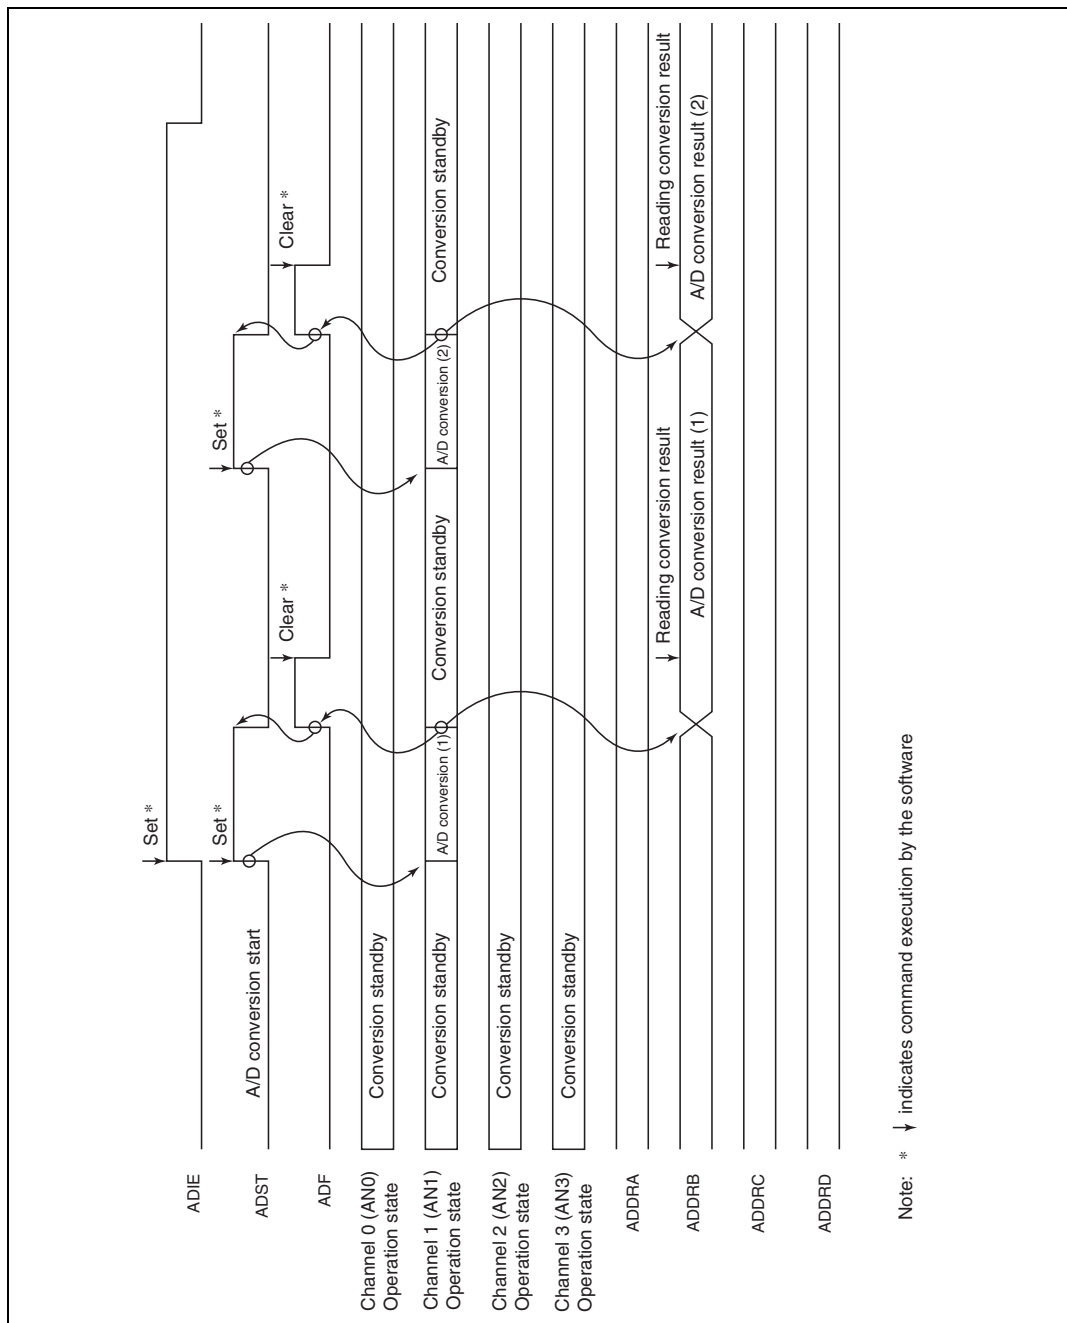 ADIE
Set *
ADST
A/D conversion start
Set *
Set *
ADF
Clear *
Clear *
Channel 0 (AN0)
Operation state
Conversion standby
Channel 1 (AN1)
Operation state
Conversion standby
A/D conversion (1)
Conversion standby
A/D conversion (2)
Conversion standby
Channel 2 (AN2)
Operation state
Conversion standby
Channel 3 (AN3)
Operation state
Conversion standby
ADDRA
Reading conversion result
Reading conversion result
ADDRB
A/D conversion result (1)
A/D conversion result (2)
ADDRC
ADDRD
Note: * ↓ indicates command execution by the software